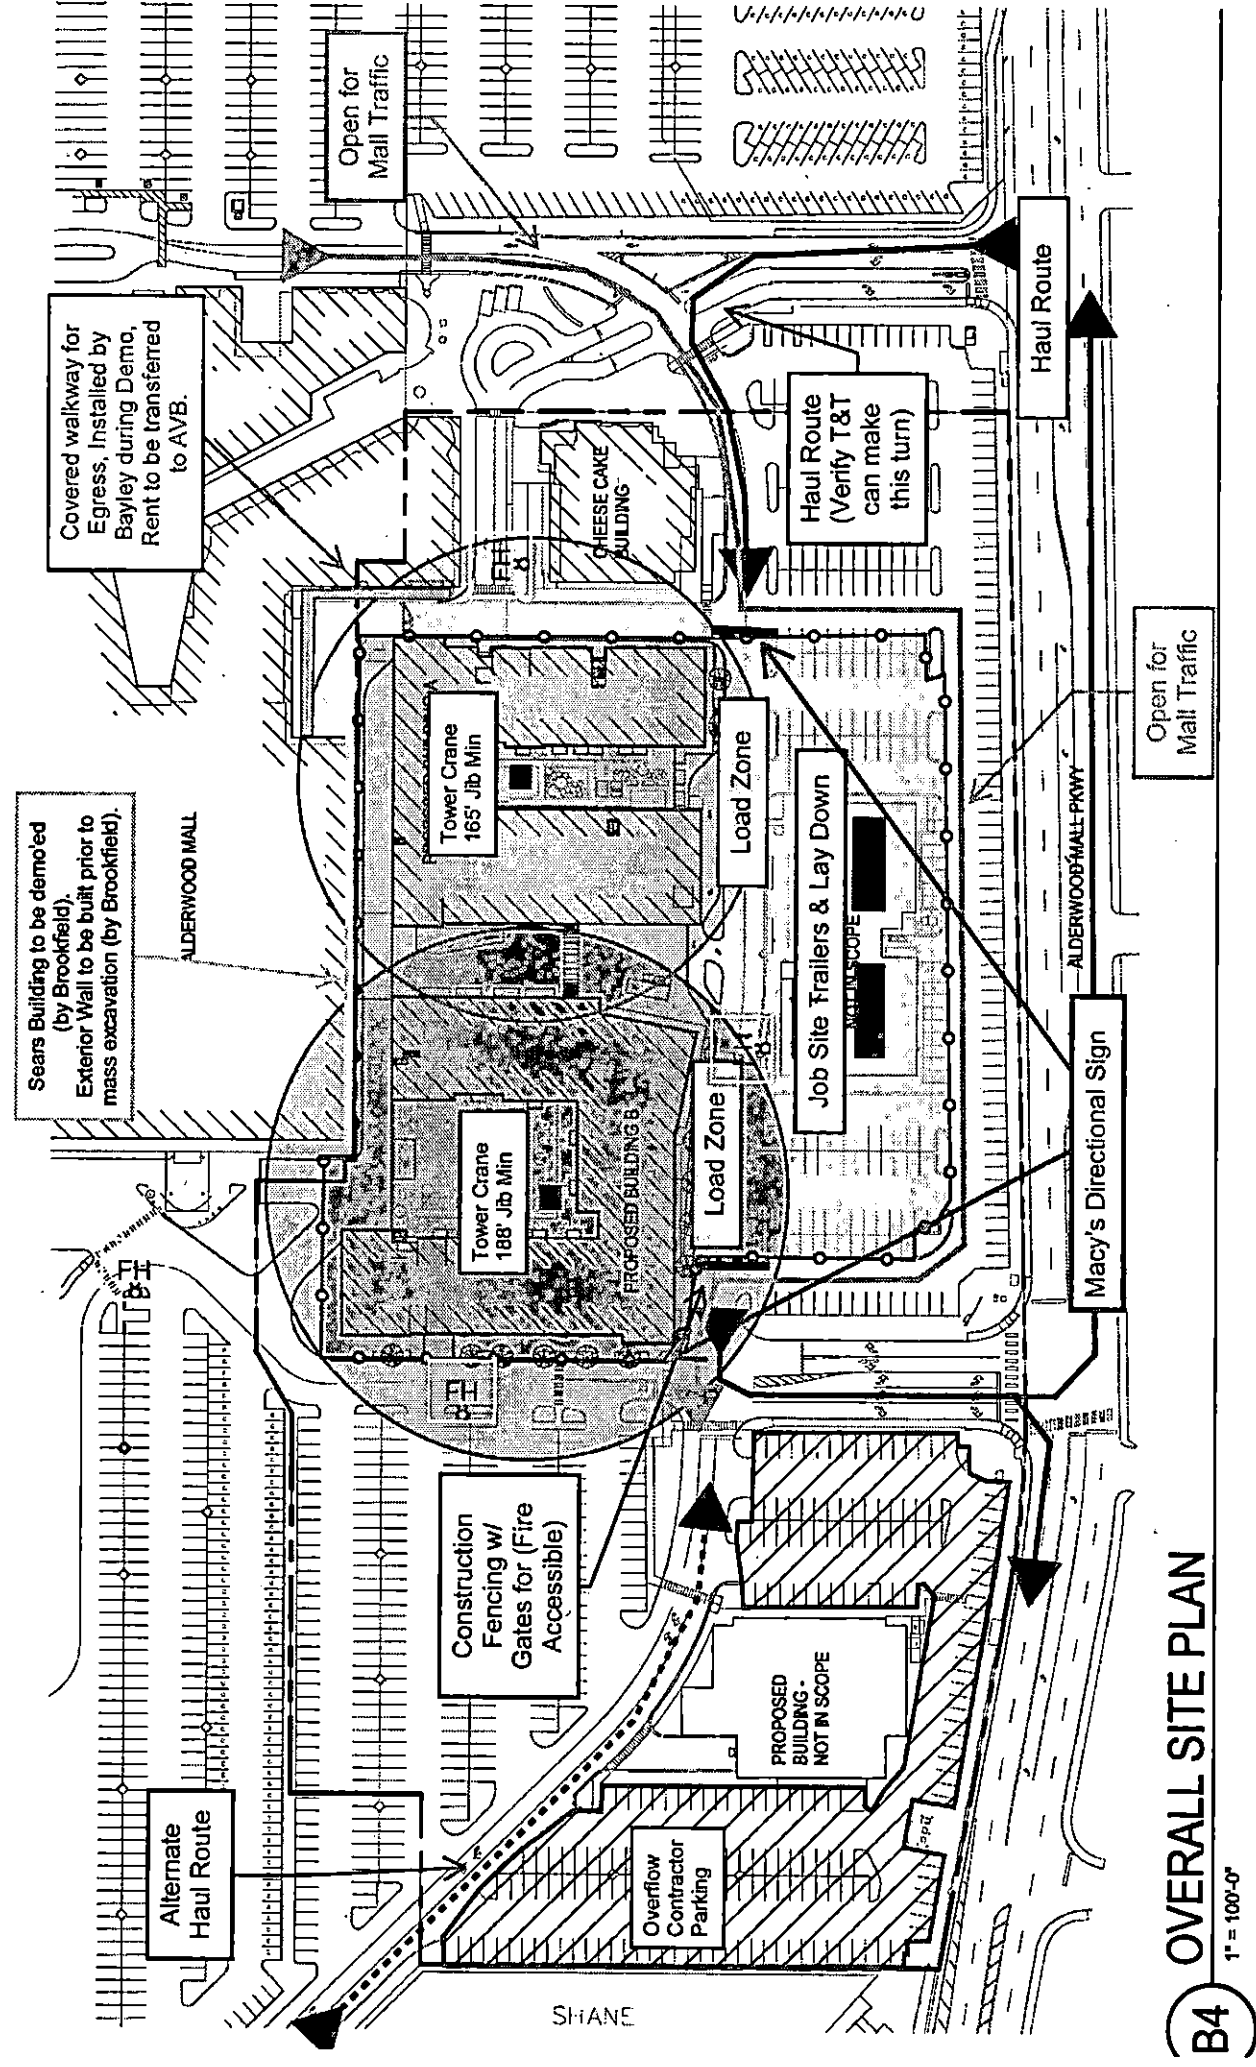 Sears Building to be demo'ed
(by Brookfield).
Exterior Wall to be built prior to
mass excavation (by Brookfield).
Covered walkway for
Egress, Installed by
Bayley during Demo,
Rent to be transferred
to AVB.
Open for
Mall Traffic
ALDERWOOD MALL
FH
FH
CHEESE CAKE
BUILDING
Tower Crane
188' Jib Min
Tower Crane
165' Jib Min
PROPOSED BUILDING B
FH
Load Zone
Load Zone
Haul Route
(Verify T&T
can make
this turn)
Alternate
Haul Route
Construction
Fencing w/
Gates for (Fire
Accessible)
Job Site Trailers & Lay Down
NOT IN SCOPE
Overflow
Contractor
Parking
PROPOSED
BUILDING -
NOT IN SCOPE
Haul Route
ALDERWOOD MALL PKWY
Macy's Directional Sign
Open for
Mall Traffic
SHANE
B4
OVERALL SITE PLAN
1" = 100'-0"